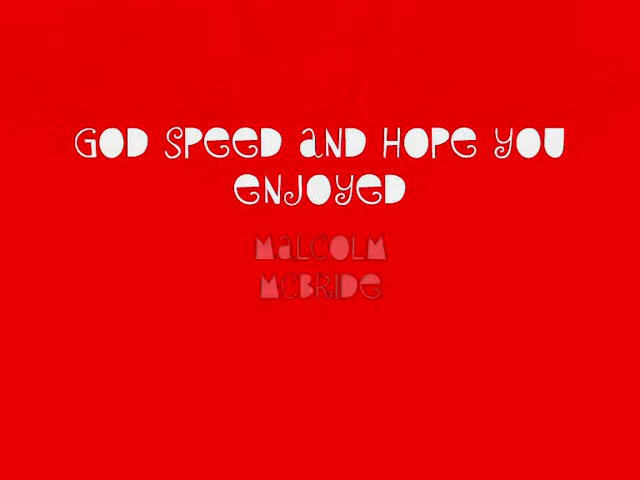 GOD SPEED aND HOPE YOU
ENJOYED
MaLCOLM
MCBRIDE